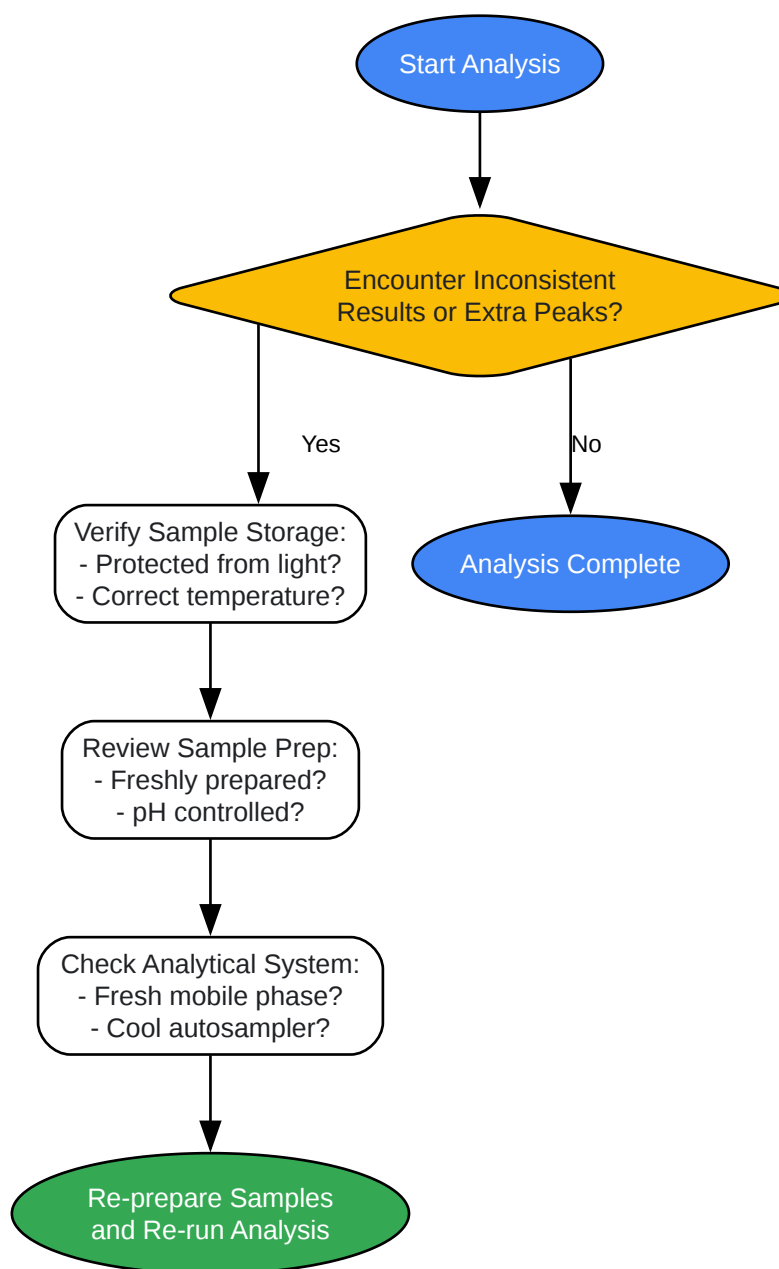 Start Analysis
Encounter Inconsistent
Results or Extra Peaks?
Yes
No
Verify Sample Storage:
- Protected from light?
- Correct temperature?
Analysis Complete
Review Sample Prep:
- Freshly prepared?
- pH controlled?
Check Analytical System:
- Fresh mobile phase?
- Cool autosampler?
Re-prepare Samples
and Re-run Analysis